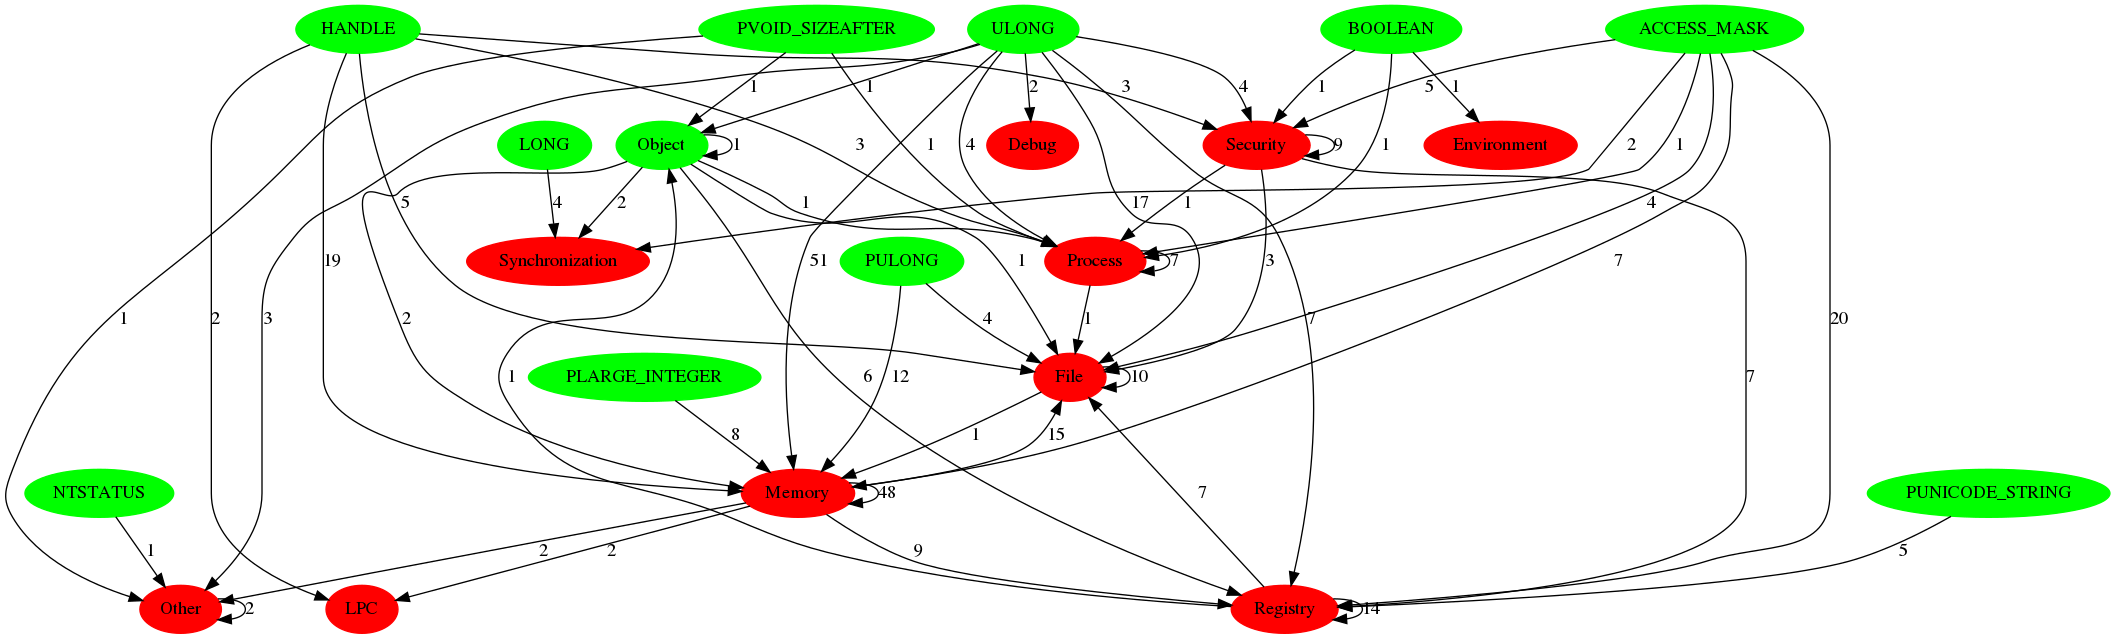 HANDLE PVOID_SIZEAFTER ULONG BOOLEAN ACCESS_MASK
1 1 2 4 3 1 5 1
LONG Object 1 Debug Security 9 Environment
3 1 4 1 2 1
5 4 2 1 17 1 4
19 Synchronization 51 PULONG 1 Process 7 3 7
1 2 3 2 4 1 7 20
1 PLARGE_INTEGER 6 12 File 10 7
8 1 15
NTSTATUS Memory 48 7 PUNICODE_STRING
1 2 2 9 5
Other 2 LPC Registry 14